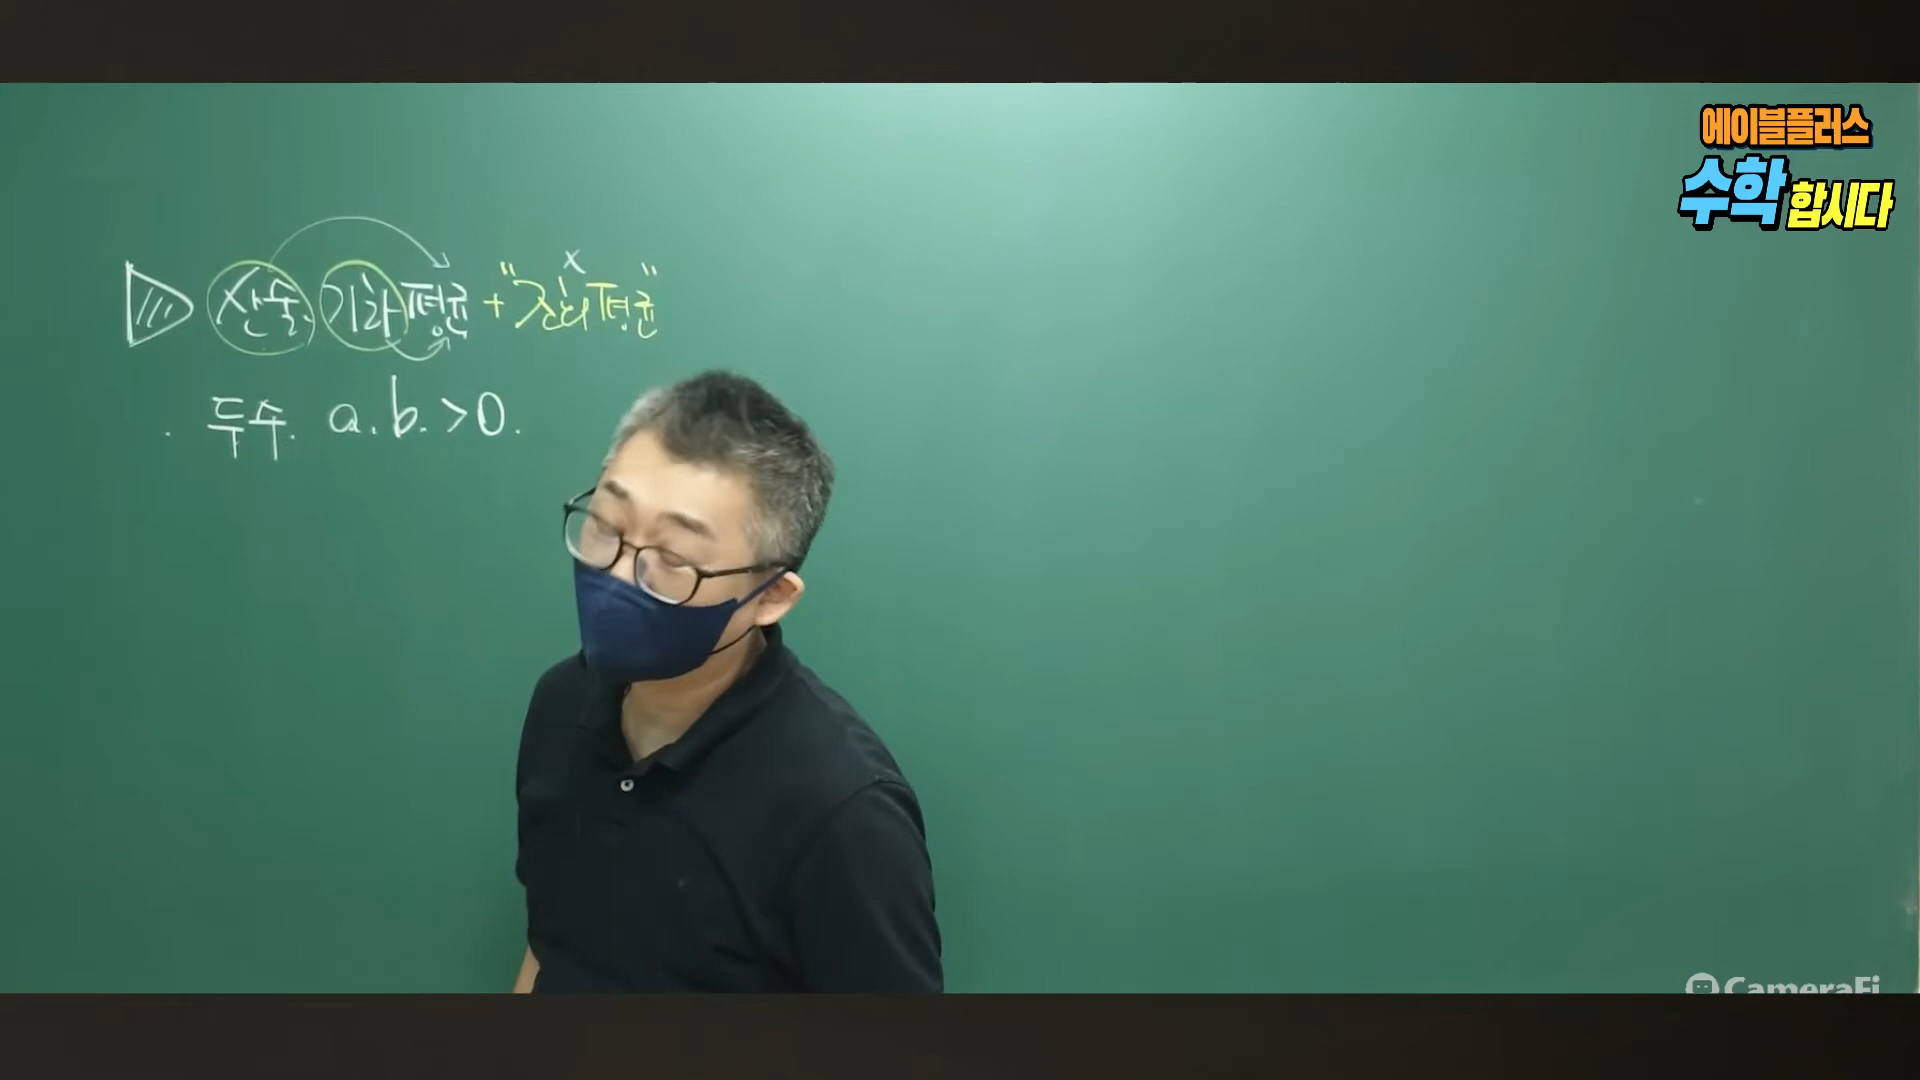 에이블플러스
수학 합시다
x
산술. 기하평균 + "조화평균"
두수. a. b. > 0.
CameraFi